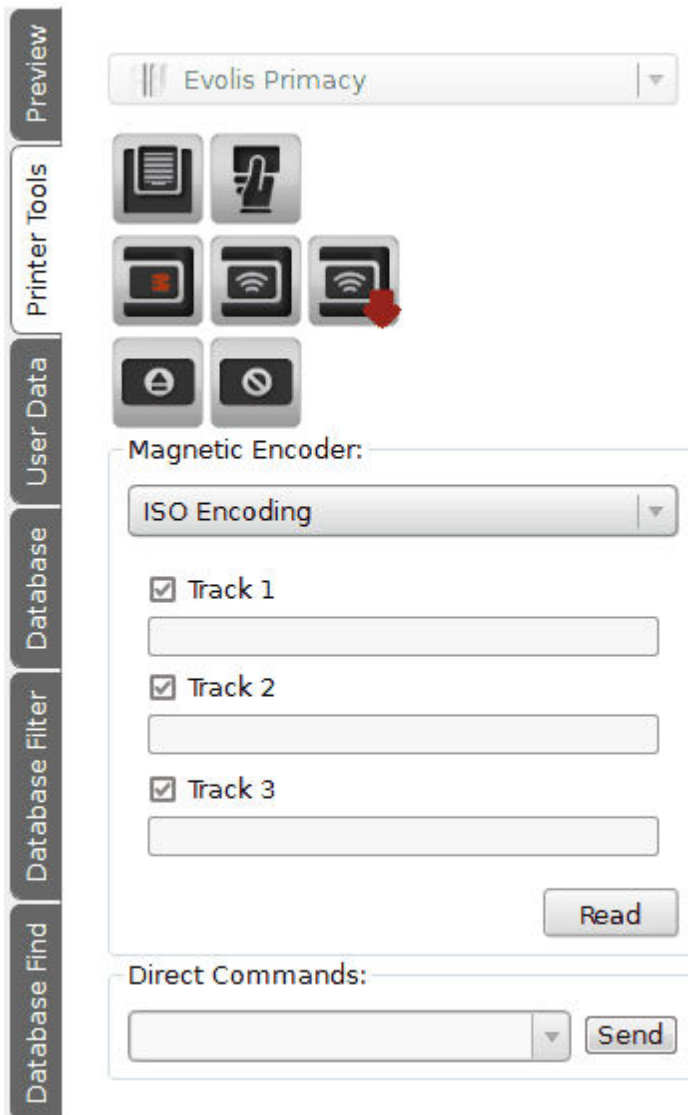 Preview
Printer Tools
User Data
Database
Database Filter
Database Find
Evolis Primacy
Magnetic Encoder:
ISO Encoding
Track 1
Track 2
Track 3
Read
Direct Commands:
Send